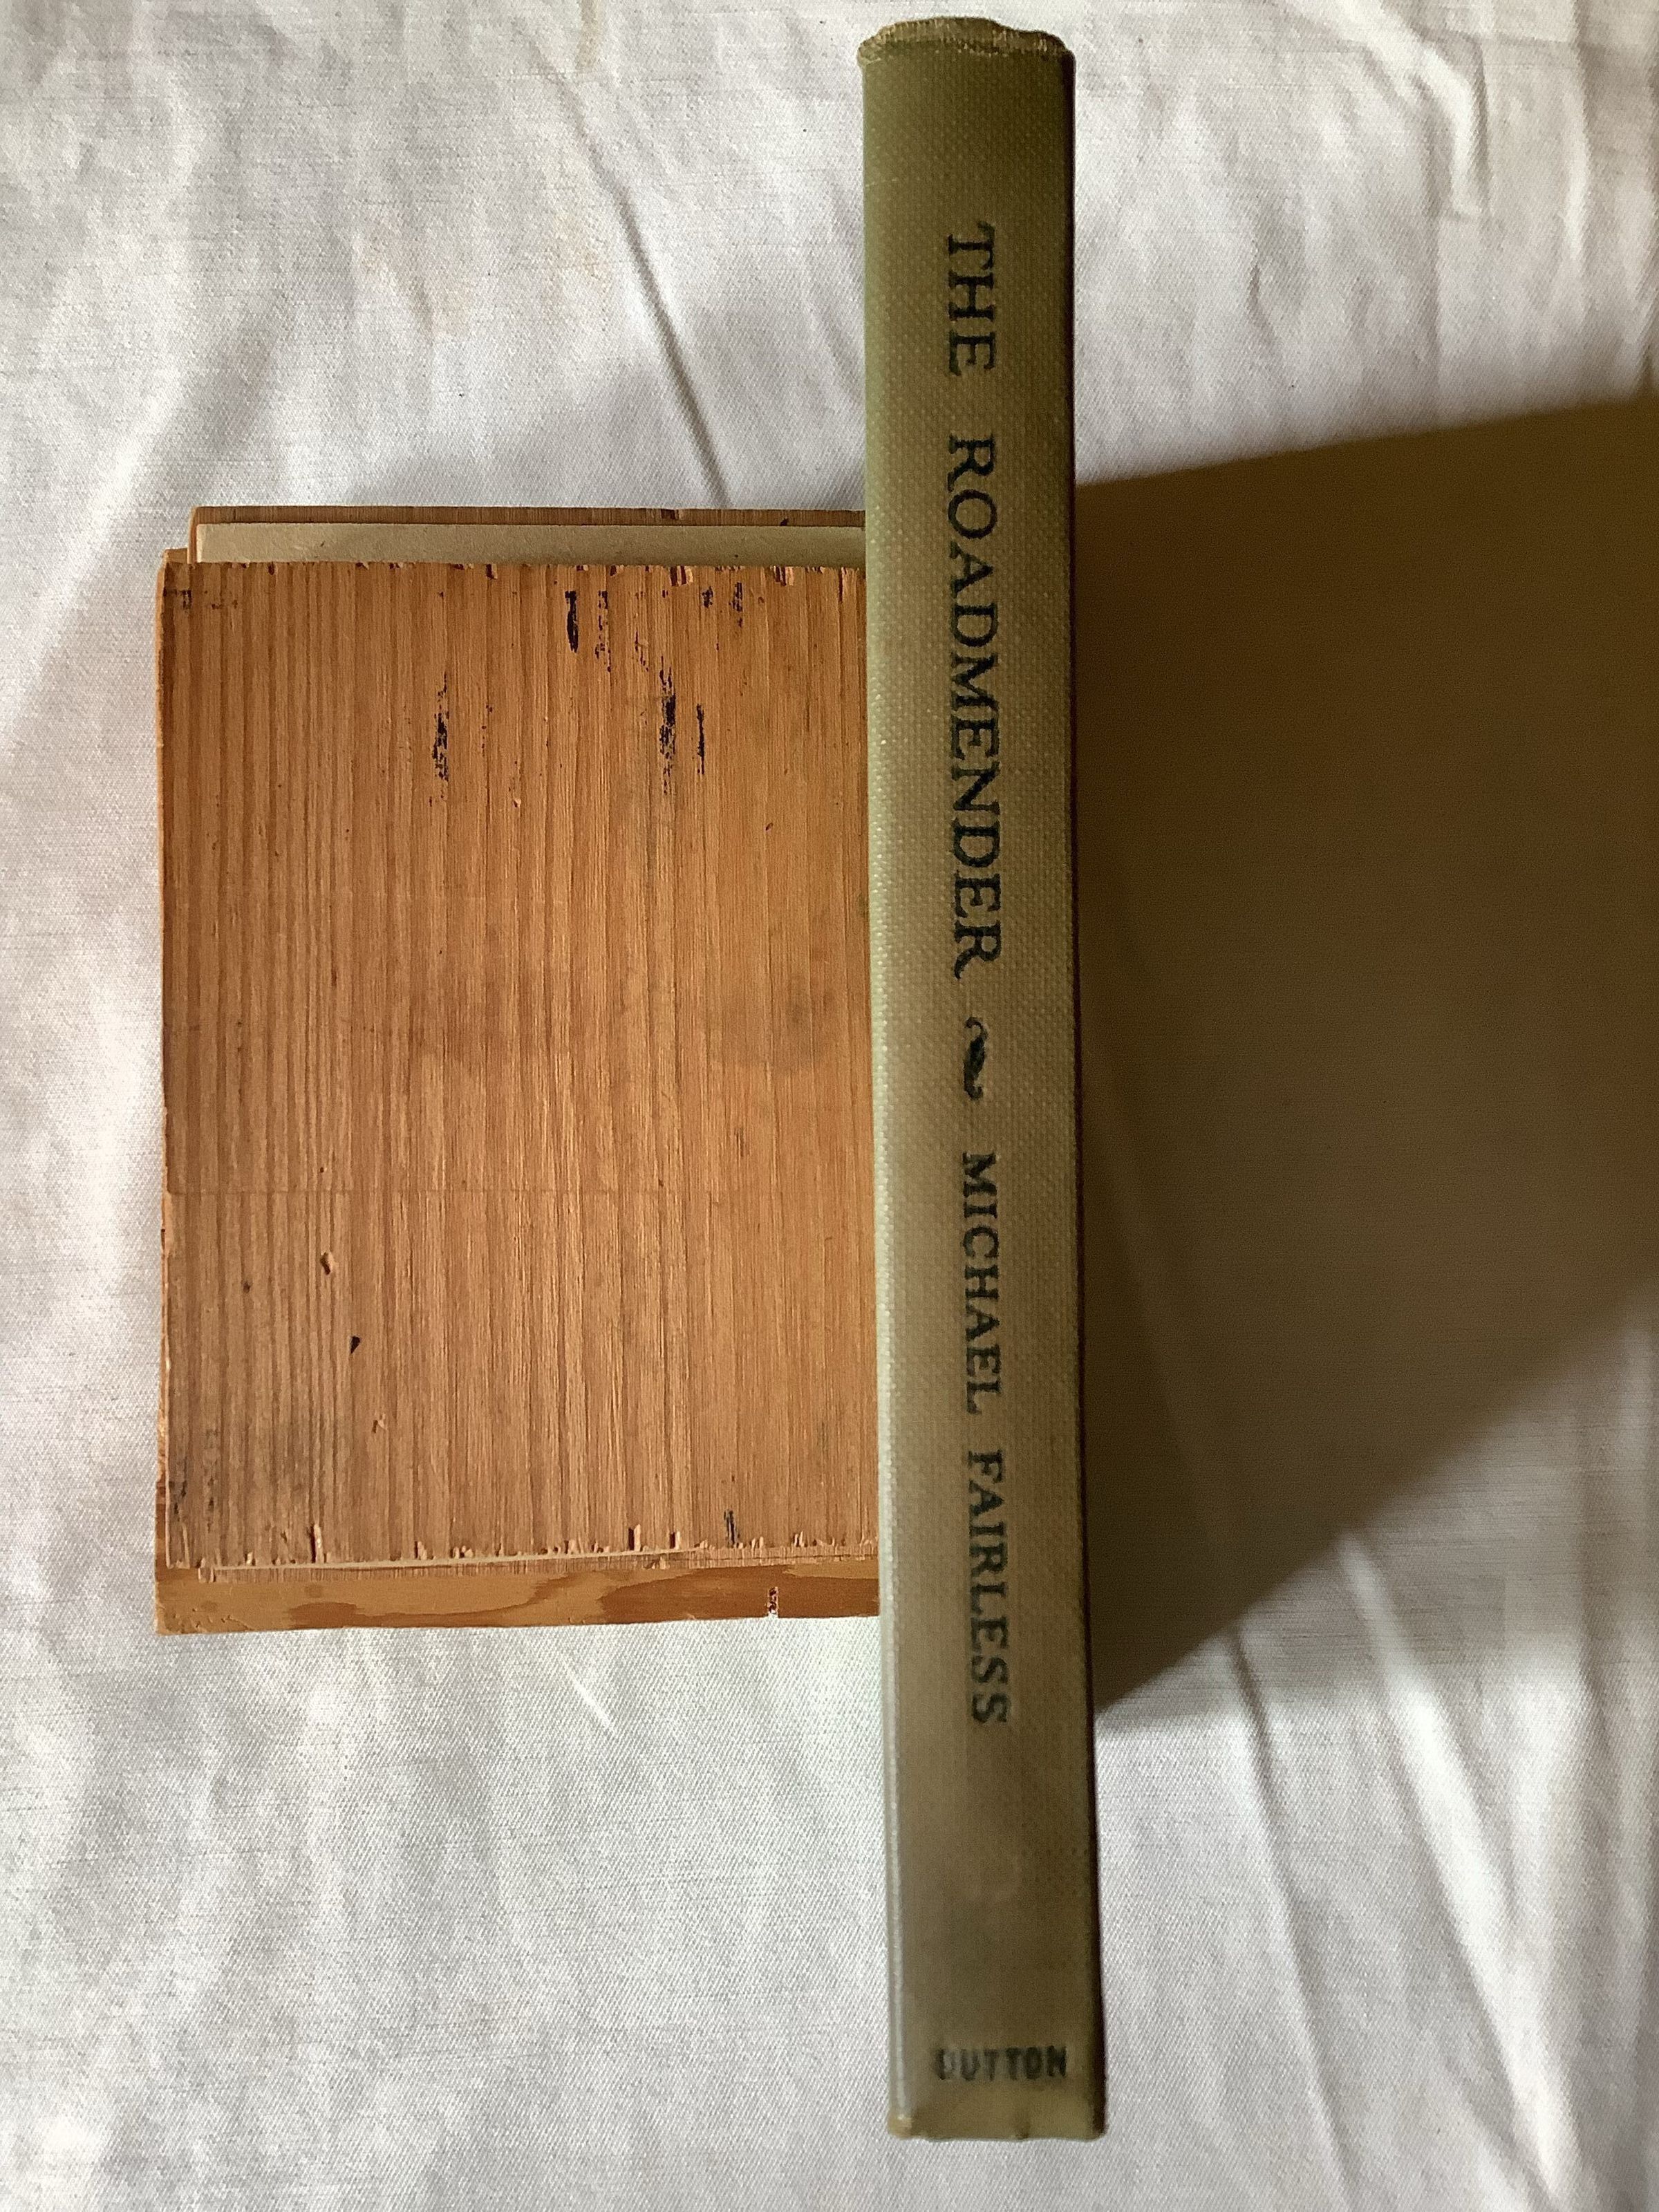 THE ROADMENDER ~ MICHAEL FAIRLESS
DUTTON